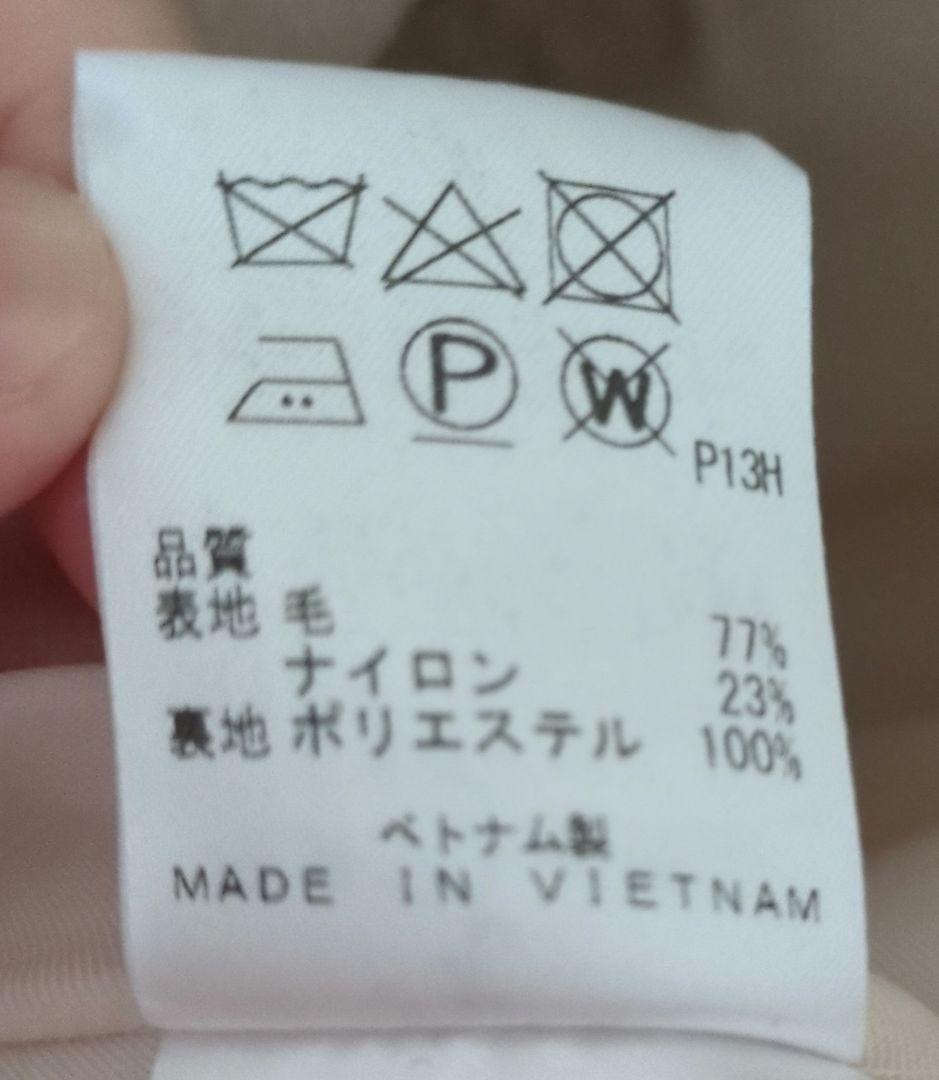 P
W
P13H
品質
表地 毛 77%
ナイロン 23%
裏地 ポリエステル 100%
ベトナム製
MADE IN VIETNAM